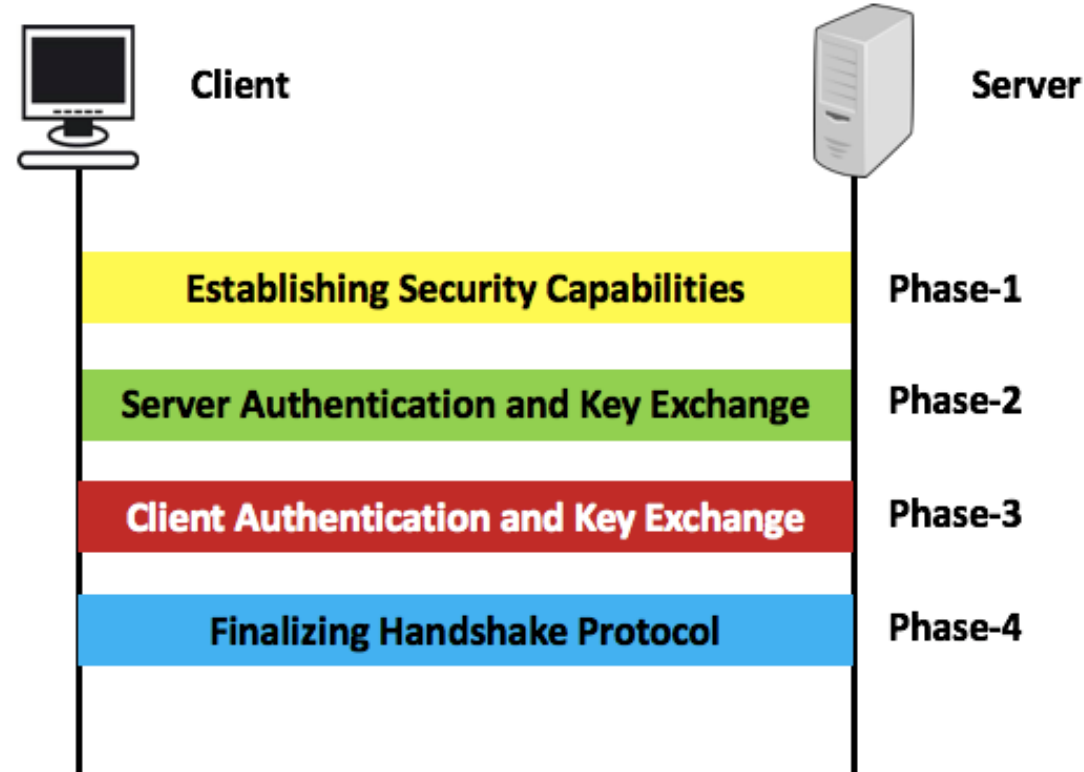 Client
Server
Establishing Security Capabilities
Phase-1
Server Authentication and Key Exchange
Phase-2
Client Authentication and Key Exchange
Phase-3
Finalizing Handshake Protocol
Phase-4